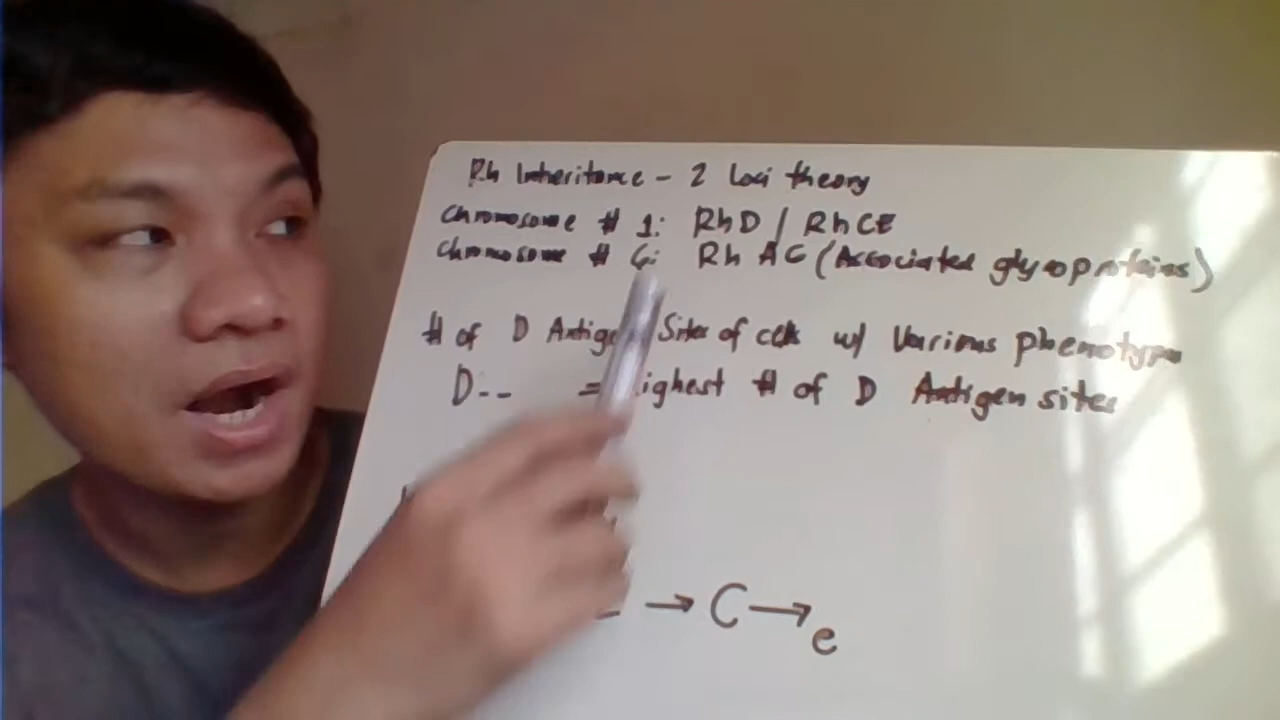 Rh Inheritance - 2 Loci theory
Chromosome # 1: RhD / RhCE
Chromosome # 6: Rh AG (Associated glycoproteins)
# of D Antigen Sites of cells w/ Various phenotypes
D-- = Highest # of D Antigen sites
→ C → e